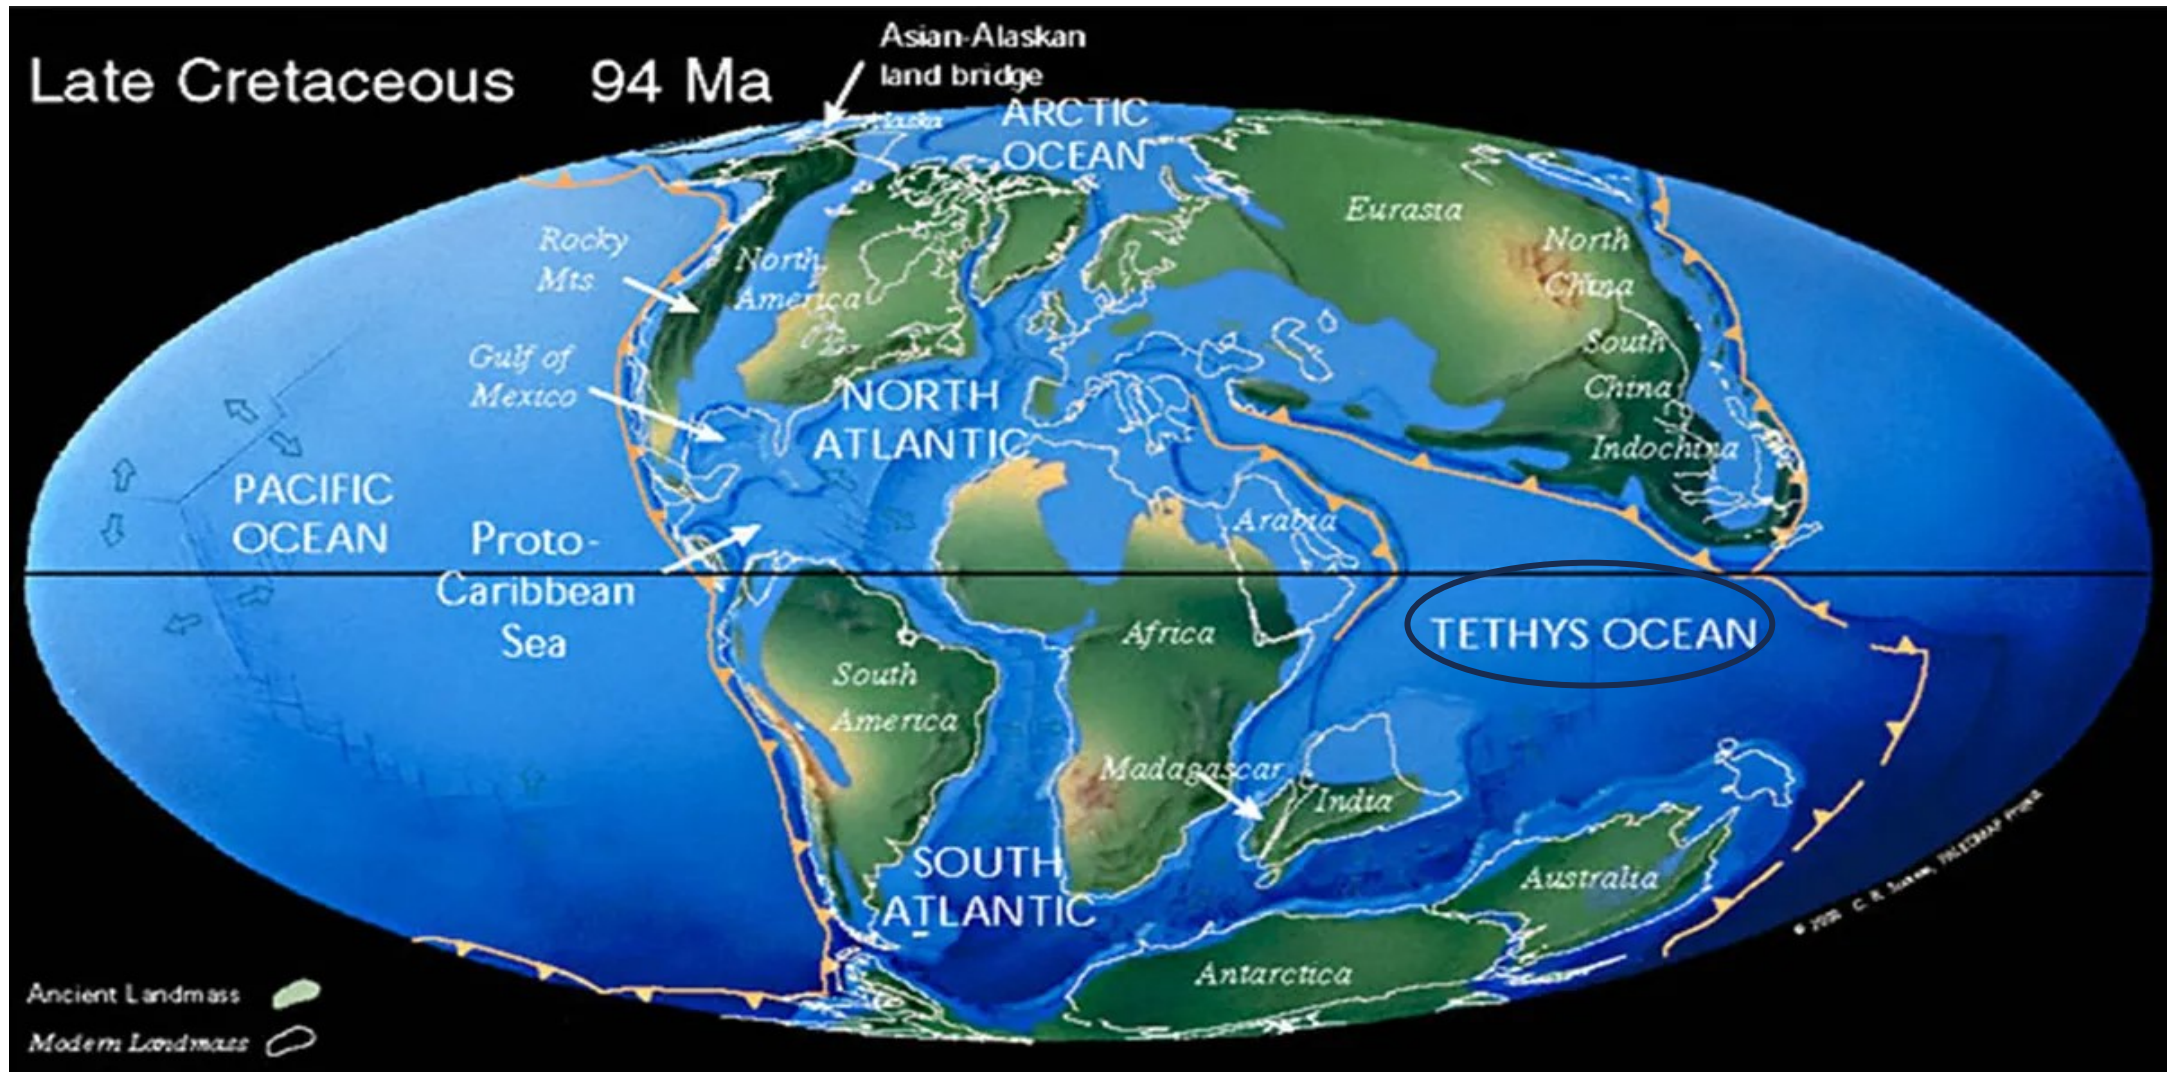 Late Cretaceous 94 Ma
Asian-Alaskan
land bridge
Alaska
ARCTIC
OCEAN
Eurasia
Rocky
Mts.
North
America
North
China
Gulf of
Mexico
South
China
NORTH
ATLANTIC
Indochina
PACIFIC
OCEAN
Arabia
Proto-
Caribbean
Sea
Africa
TETHYS OCEAN
South
America
Madagascar
India
SOUTH
ATLANTIC
Australia
Antarctica
Ancient Landmass
Modern Landmass